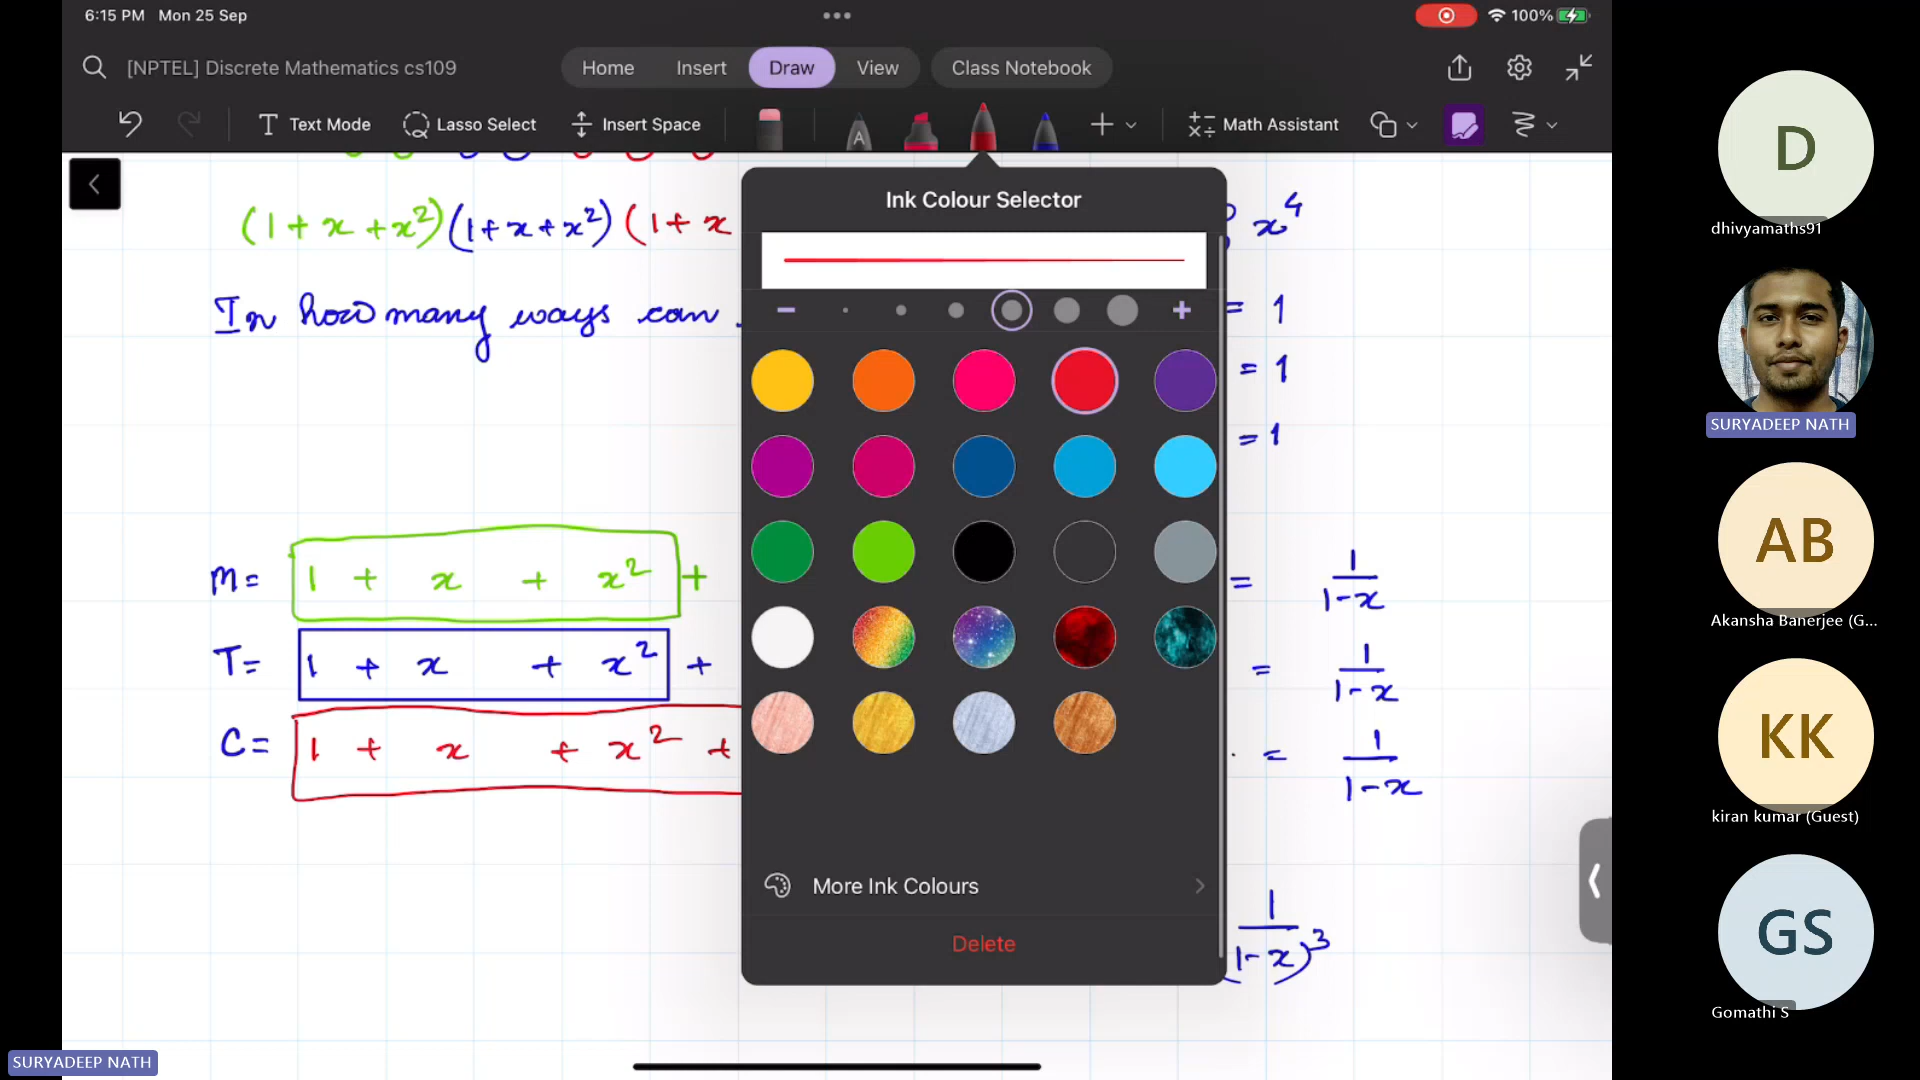 6:15 PM Mon 25 Sep
100%
[NPTEL] Discrete Mathematics cs109
Home Insert Draw View Class Notebook
Text Mode Lasso Select Insert Space A Math Assistant
Ink Colour Selector
(1 + x + x²) (1 + x + x²) (1 + x
x⁴
In how many ways can
= 1
= 1
= 1
M = 1 + x + x² +
= 1/(1-x)
T = 1 + x + x² +
= 1/(1-x)
C = 1 + x + x² +
. = 1/(1-x)
More Ink Colours
Delete
1/(1-x)³
D
dhivyamaths91
SURYADEEP NATH
AB
Akansha Banerjee (G...
KK
kiran kumar (Guest)
GS
Gomathi S
SURYADEEP NATH